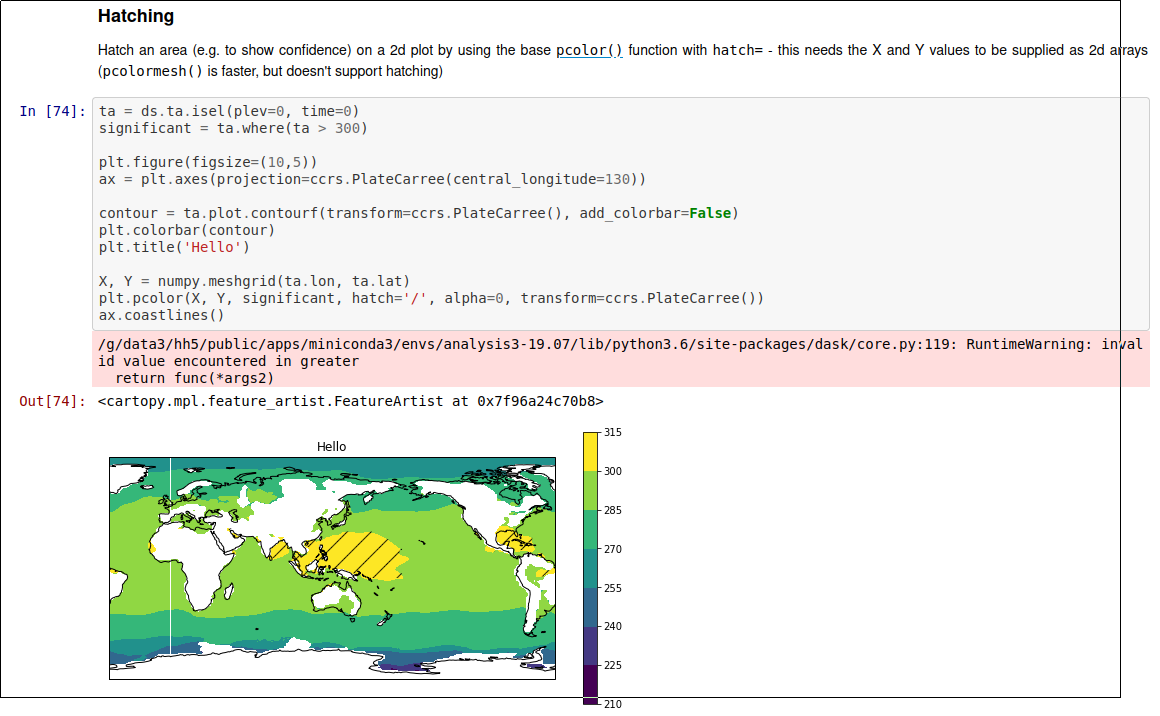 Hatching
Hatch an area (e.g. to show confidence) on a 2d plot by using the base pcolor() function with hatch= - this needs the X and Y values to be supplied as 2d arrays
(pcolormesh() is faster, but doesn't support hatching)
In [74]:
ta = ds.ta.isel(plev=0, time=0)
significant = ta.where(ta > 300)
plt.figure(figsize=(10,5))
ax = plt.axes(projection=ccrs.PlateCarree(central_longitude=130))
contour = ta.plot.contourf(transform=ccrs.PlateCarree(), add_colorbar=False)
plt.colorbar(contour)
plt.title('Hello')
X, Y = numpy.meshgrid(ta.lon, ta.lat)
plt.pcolor(X, Y, significant, hatch='/', alpha=0, transform=ccrs.PlateCarree())
ax.coastlines()
/g/data3/hh5/public/apps/miniconda3/envs/analysis3-19.07/lib/python3.6/site-packages/dask/core.py:119: RuntimeWarning: inval
id value encountered in greater
  return func(*args2)
Out[74]: <cartopy.mpl.feature_artist.FeatureArtist at 0x7f96a24c70b8>
Hello
315
300
285
270
255
240
225
210